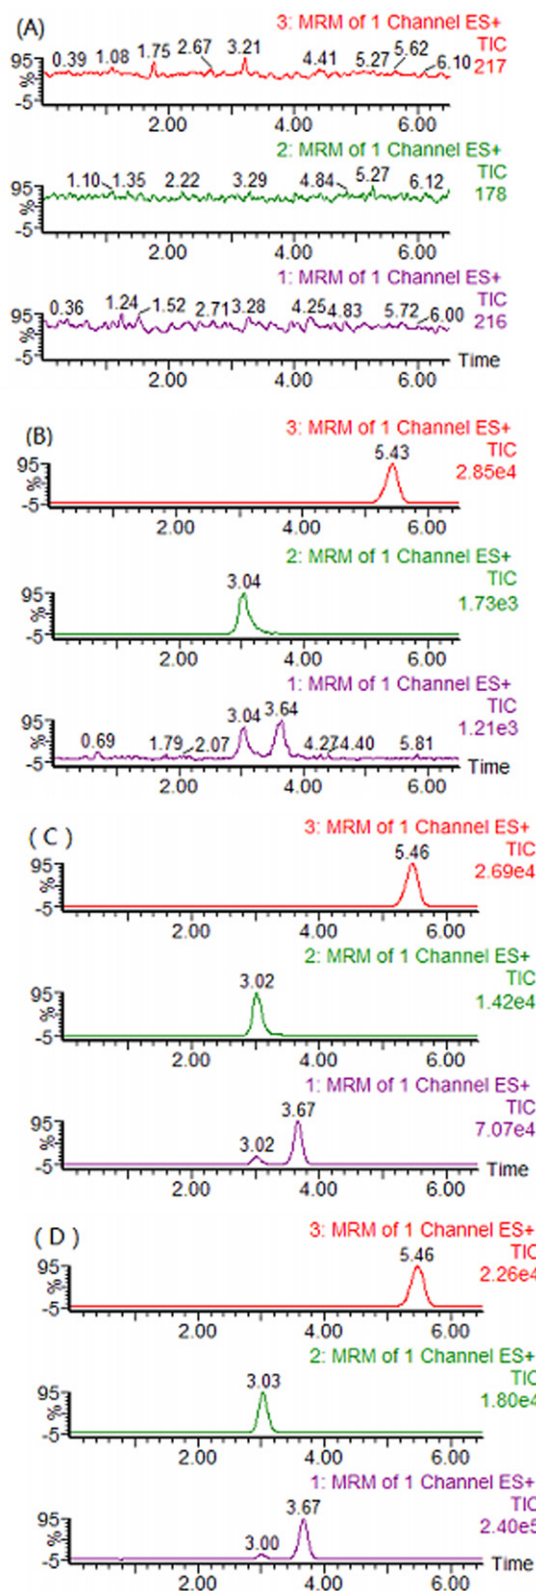 (A)
3: MRM of 1 Channel ES+
TIC
217
95
%
-5
0.39 1.08 1.75 2.67 3.21 4.41 5.27 5.62 6.10
2.00 4.00 6.00
2: MRM of 1 Channel ES+
TIC
178
95
%
-5
1.10 1.35 2.22 3.29 4.84 5.27 6.12
2.00 4.00 6.00
1: MRM of 1 Channel ES+
TIC
216
95
%
-5
0.36 1.24 1.52 2.71 3.28 4.25 4.83 5.72 6.00
Time
2.00 4.00 6.00
(B)
3: MRM of 1 Channel ES+
TIC
2.85e4
95
%
-5
5.43
2.00 4.00 6.00
2: MRM of 1 Channel ES+
TIC
1.73e3
95
%
-5
3.04
2.00 4.00 6.00
1: MRM of 1 Channel ES+
TIC
1.21e3
95
%
-5
0.69 1.79 2.07 3.04 3.64 4.27 4.40 5.81
Time
2.00 4.00 6.00
( C )
3: MRM of 1 Channel ES+
TIC
2.69e4
95
%
-5
5.46
2.00 4.00 6.00
2: MRM of 1 Channel ES+
TIC
1.42e4
95
%
-5
3.02
2.00 4.00 6.00
1: MRM of 1 Channel ES+
TIC
7.07e4
95
%
-5
3.02 3.67
Time
2.00 4.00 6.00
( D )
3: MRM of 1 Channel ES+
TIC
2.26e4
95
%
-5
5.46
2.00 4.00 6.00
2: MRM of 1 Channel ES+
TIC
1.80e4
95
%
-5
3.03
2.00 4.00 6.00
1: MRM of 1 Channel ES+
TIC
2.40e5
95
%
-5
3.00 3.67
Time
2.00 4.00 6.00